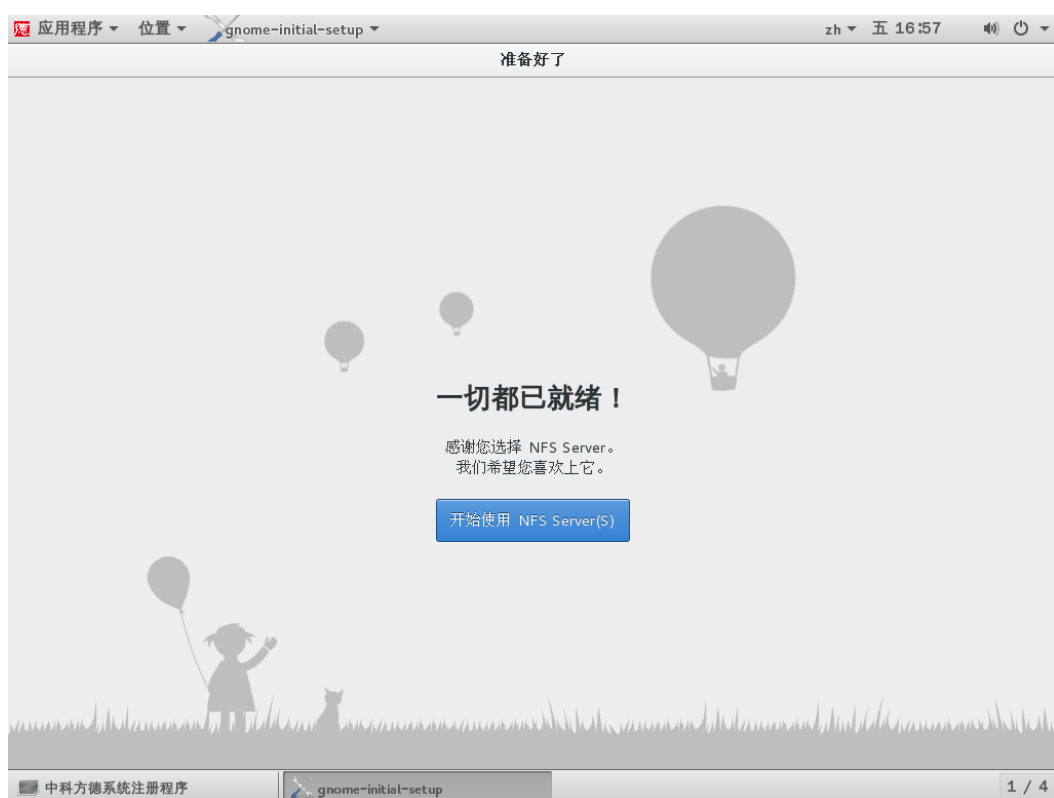 应用程序 位置 gnome-initial-setup zh 五 16:57
准备好了
一切都已就绪！
感谢您选择 NFS Server。
我们希望您喜欢上它。
开始使用 NFS Server(S)
中科方德系统注册程序 gnome-initial-setup 1 / 4